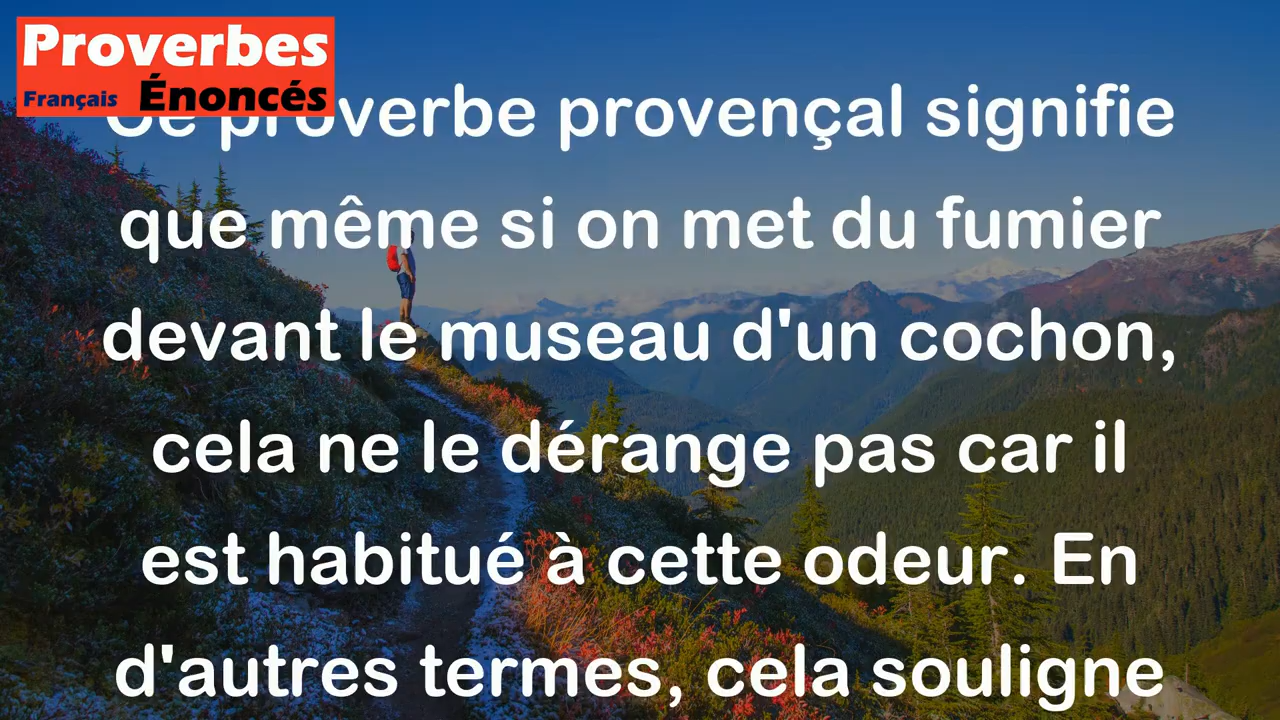 Proverbes
Français Énoncés
Ce proverbe provençal signifie
que même si on met du fumier
devant le museau d'un cochon,
cela ne le dérange pas car il
est habitué à cette odeur. En
d'autres termes, cela souligne